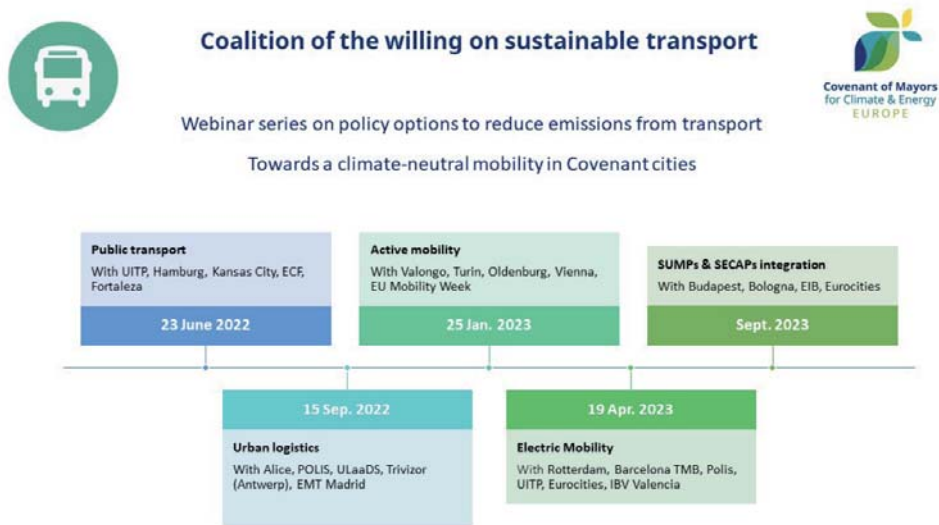 Coalition of the willing on sustainable transport
Covenant of Mayors
for Climate & Energy
EUROPE
Webinar series on policy options to reduce emissions from transport
Towards a climate-neutral mobility in Covenant cities
Public transport
With UITP, Hamburg, Kansas City, ECF,
Fortaleza
23 June 2022
Active mobility
With Valongo, Turin, Oldenburg, Vienna,
EU Mobility Week
25 Jan. 2023
SUMPs & SECAPs integration
With Budapest, Bologna, EIB, Eurocities
Sept. 2023
15 Sep. 2022
Urban logistics
With Alice, POLIS, ULaaDS, Trivizor
(Antwerp), EMT Madrid
19 Apr. 2023
Electric Mobility
With Rotterdam, Barcelona TMB, Polis,
UITP, Eurocities, IBV Valencia